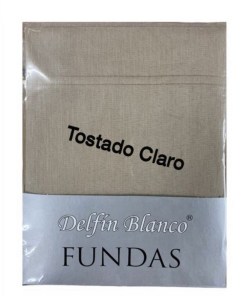 Tostado Claro
Delfín Blanco®
FUNDAS